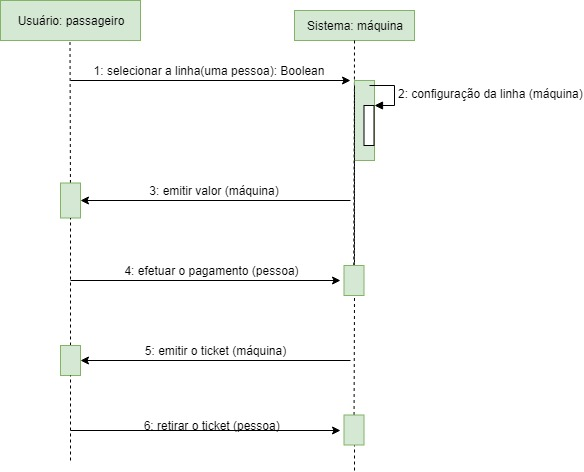 Usuário: passageiro
Sistema: máquina
1: selecionar a linha(uma pessoa): Boolean
2: configuração da linha (máquina)
3: emitir valor (máquina)
4: efetuar o pagamento (pessoa)
5: emitir o ticket (máquina)
6: retirar o ticket (pessoa)